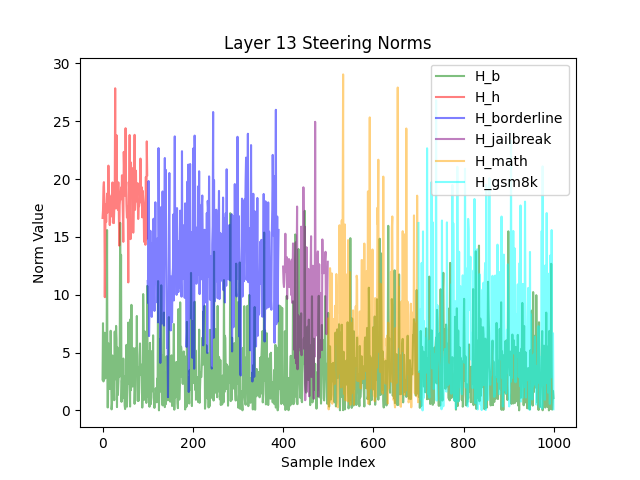 Layer 13 Steering Norms
Norm Value
30
25
20
15
10
5
0
H_b
H_h
H_borderline
H_jailbreak
H_math
H_gsm8k
0 200 400 600 800 1000
Sample Index